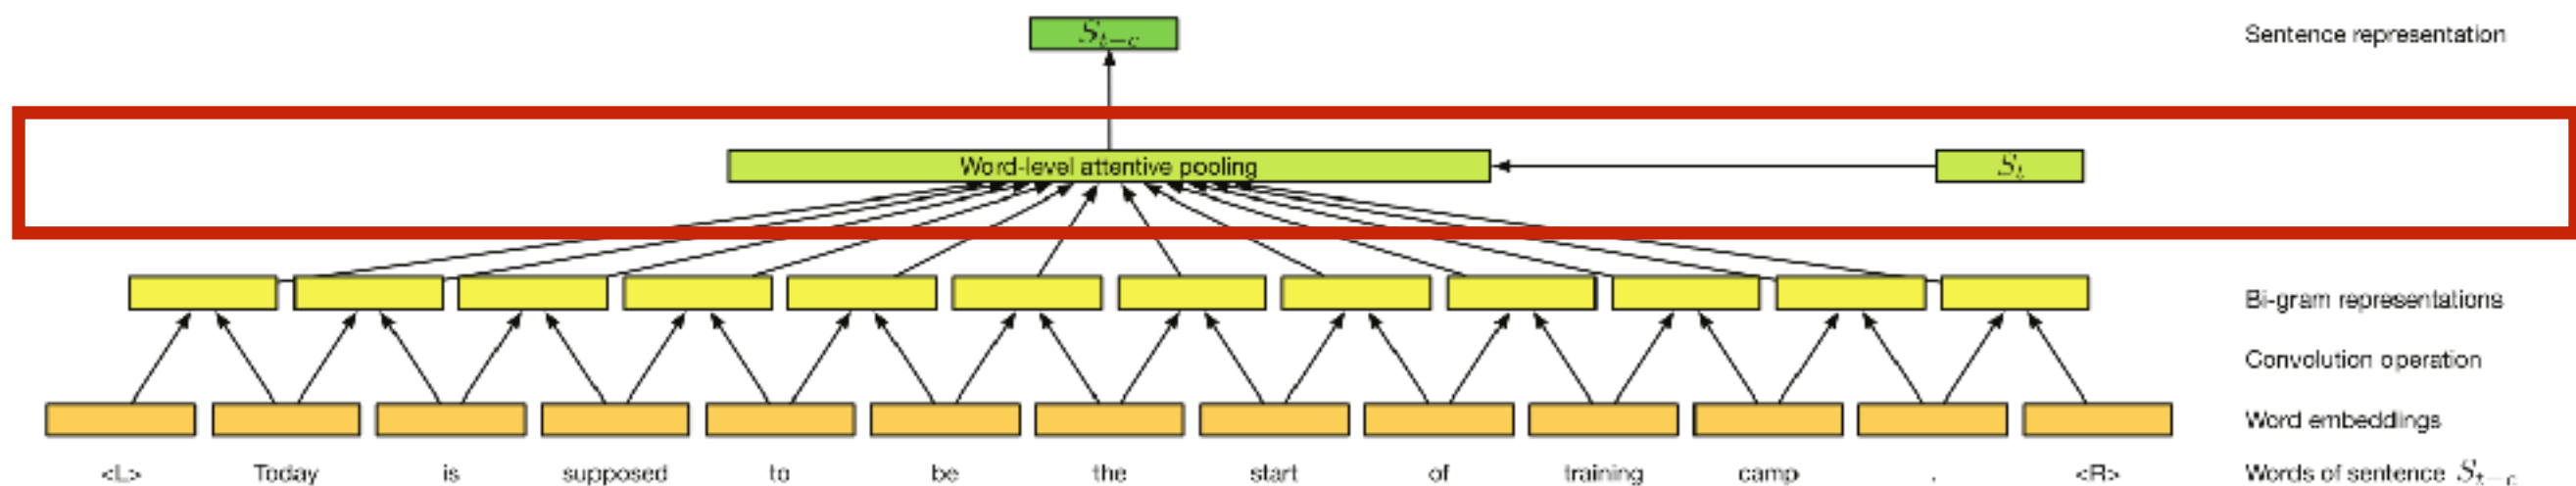 S_{t-c} Sentence representation
Word-level attentive pooling S_t
Bi-gram representations
Convolution operation
Word embeddings
<L> Today is supposed to be the start of training camp . <R> Words of sentence S_{t-c}